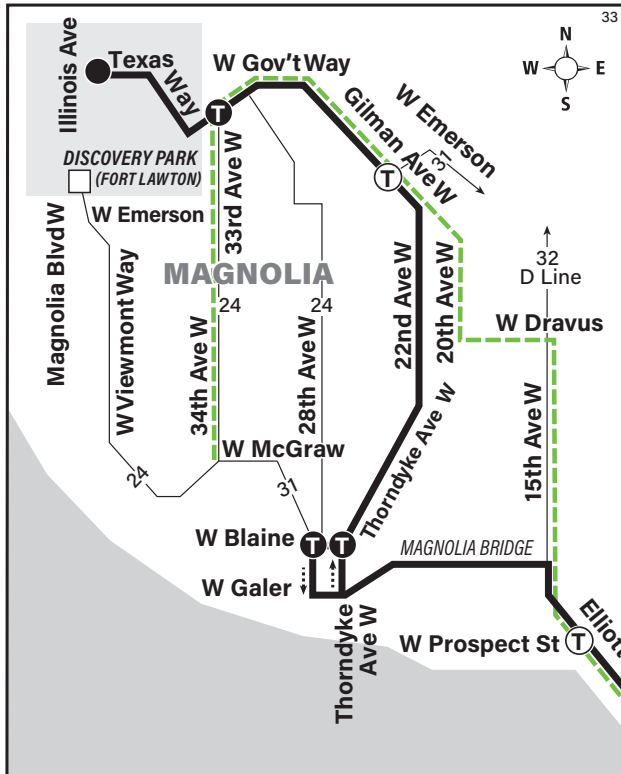 33
N
W E
S
Illinois Ave
Texas
Way
W Gov't Way
Gilman Ave W
W Emerson
31
T
T
DISCOVERY PARK
(FORT LAWTON)
W Emerson
33rd Ave W
MAGNOLIA
Magnolia Blvd W
W Viewmont Way
34th Ave W
24
24
28th Ave W
22nd Ave W
20th Ave W
32
D Line
W Dravus
15th Ave W
Thorndyke Ave W
W McGraw
24
31
W Blaine
T
T
MAGNOLIA BRIDGE
W Galer
Thorndyke
Ave W
W Prospect St
T
Elliott